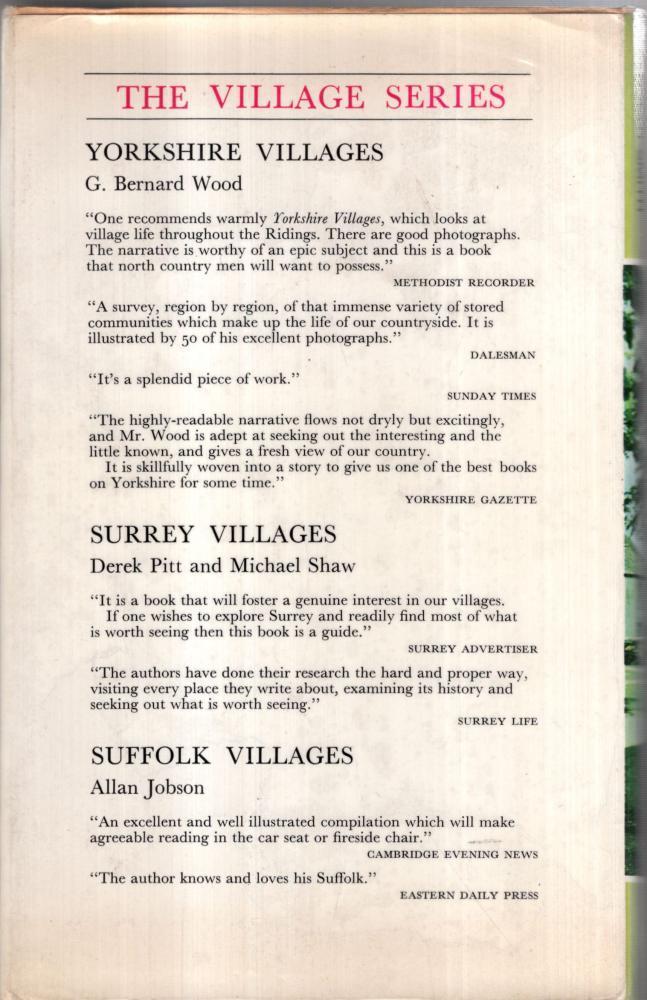 THE VILLAGE SERIES
YORKSHIRE VILLAGES
G. Bernard Wood
“One recommends warmly Yorkshire Villages, which looks at
village life throughout the Ridings. There are good photographs.
The narrative is worthy of an epic subject and this is a book
that north country men will want to possess.”
METHODIST RECORDER
“A survey, region by region, of that immense variety of stored
communities which make up the life of our countryside. It is
illustrated by 50 of his excellent photographs.”
DALESMAN
“It’s a splendid piece of work.”
SUNDAY TIMES
“The highly-readable narrative flows not dryly but excitingly,
and Mr. Wood is adept at seeking out the interesting and the
little known, and gives a fresh view of our country.
It is skillfully woven into a story to give us one of the best books
on Yorkshire for some time.”
YORKSHIRE GAZETTE
SURREY VILLAGES
Derek Pitt and Michael Shaw
“It is a book that will foster a genuine interest in our villages.
If one wishes to explore Surrey and readily find most of what
is worth seeing then this book is a guide.”
SURREY ADVERTISER
“The authors have done their research the hard and proper way,
visiting every place they write about, examining its history and
seeking out what is worth seeing.”
SURREY LIFE
SUFFOLK VILLAGES
Allan Jobson
“An excellent and well illustrated compilation which will make
agreeable reading in the car seat or fireside chair.”
CAMBRIDGE EVENING NEWS
“The author knows and loves his Suffolk.”
EASTERN DAILY PRESS